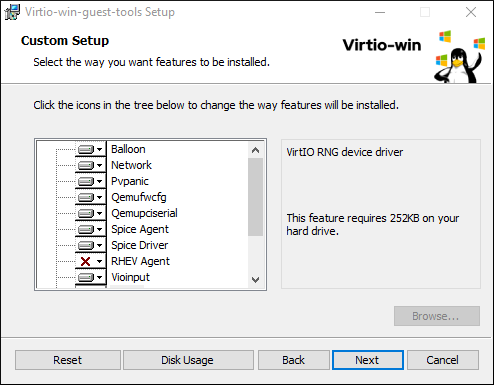 Virtio-win-guest-tools Setup
Custom Setup
Select the way you want features to be installed.
Virtio-win
Click the icons in the tree below to change the way features will be installed.
Balloon
Network
Pvpanic
Qemufwcfg
Qemupciserial
Spice Agent
Spice Driver
RHEV Agent
Vioinput
VirtIO RNG device driver
This feature requires 252KB on your
hard drive.
Browse...
Reset
Disk Usage
Back
Next
Cancel